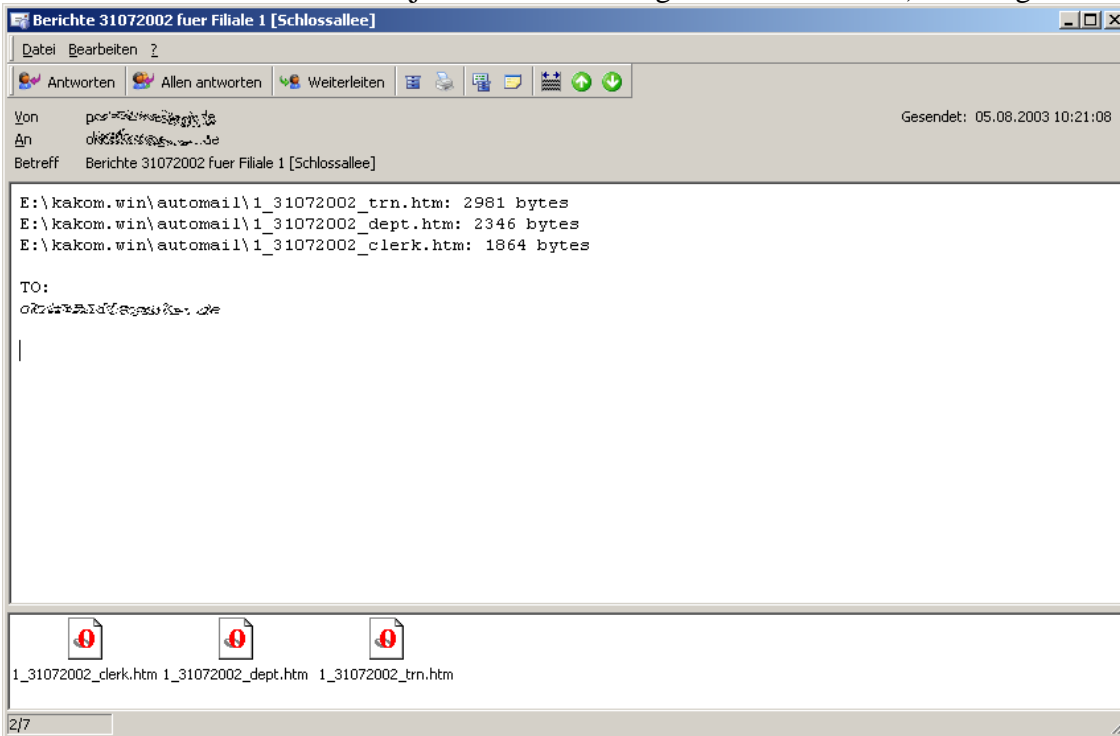 Berichte 31072002 fuer Filiale 1 [Schlossallee]
Datei Bearbeiten ?
Antworten Allen antworten Weiterleiten
Von Gesendet: 05.08.2003 10:21:08
An .de
Betreff Berichte 31072002 fuer Filiale 1 [Schlossallee]
E:\kakom.win\automail\1_31072002_trn.htm: 2981 bytes
E:\kakom.win\automail\1_31072002_dept.htm: 2346 bytes
E:\kakom.win\automail\1_31072002_clerk.htm: 1864 bytes
TO:
1_31072002_clerk.htm 1_31072002_dept.htm 1_31072002_trn.htm
2/7